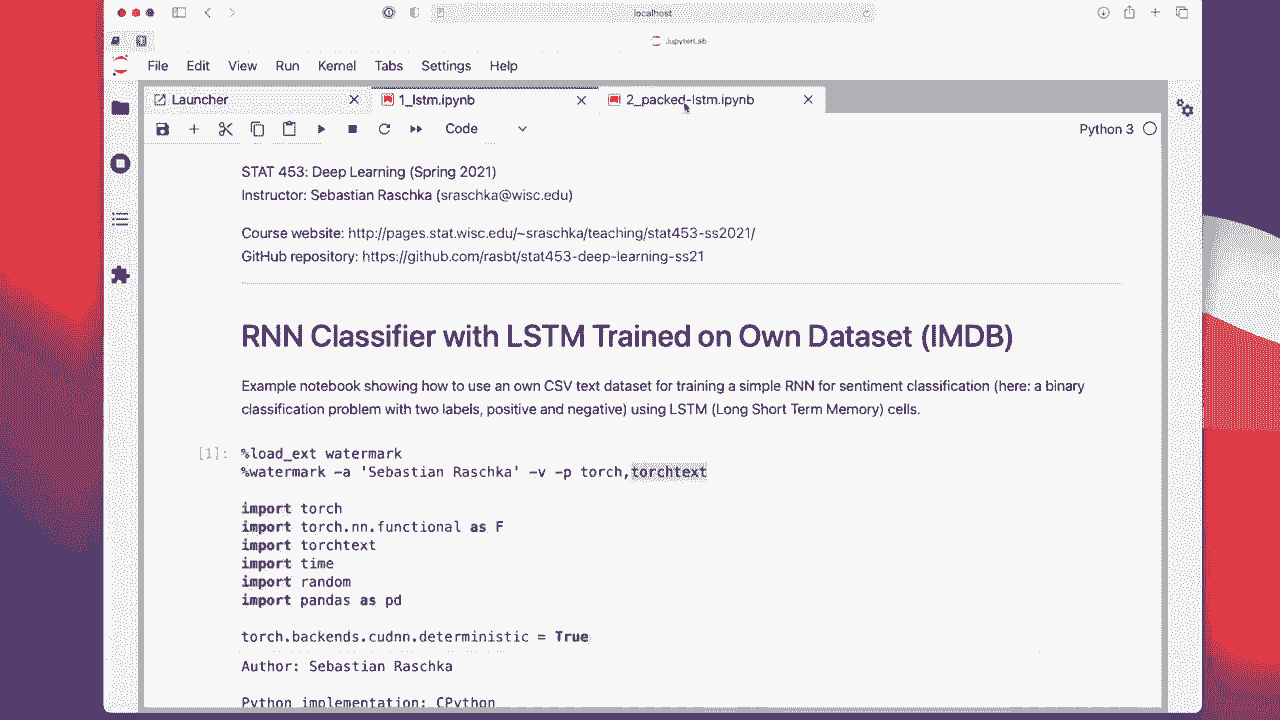 localhost
JupyterLab
File Edit View Run Kernel Tabs Settings Help
Launcher 1_lstm.ipynb 2_packed-lstm.ipynb
Code Python 3
STAT 453: Deep Learning (Spring 2021)
Instructor: Sebastian Raschka (sraschka@wisc.edu)
Course website: http://pages.stat.wisc.edu/~sraschka/teaching/stat453-ss2021/
GitHub repository: https://github.com/rasbt/stat453-deep-learning-ss21
RNN Classifier with LSTM Trained on Own Dataset (IMDB)
Example notebook showing how to use an own CSV text dataset for training a simple RNN for sentiment classification (here: a binary
classification problem with two labels, positive and negative) using LSTM (Long Short Term Memory) cells.
[1]: %load_ext watermark
%watermark -a 'Sebastian Raschka' -v -p torch,torchtext
import torch
import torch.nn.functional as F
import torchtext
import time
import random
import pandas as pd
torch.backends.cudnn.deterministic = True
Author: Sebastian Raschka
Python implementation: CPython